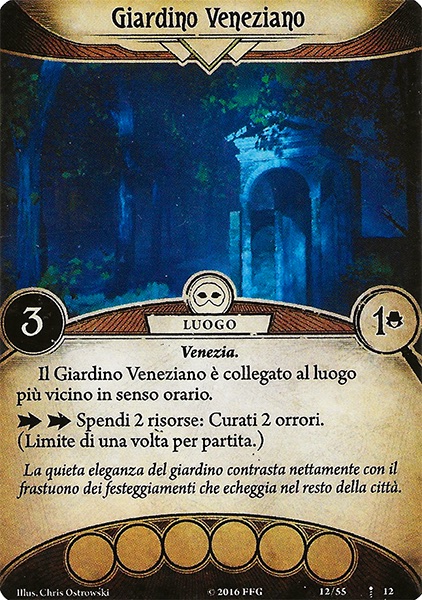 Giardino Veneziano
3
LUOGO
1
Venezia.
Il Giardino Veneziano è collegato al luogo
più vicino in senso orario.
Spendi 2 risorse: Curati 2 orrori.
(Limite di una volta per partita.)
La quieta eleganza del giardino contrasta nettamente con il
frastuono dei festeggiamenti che echeggia nel resto della città.
Illus. Chris Ostrowski © 2016 FFG 12/55 12